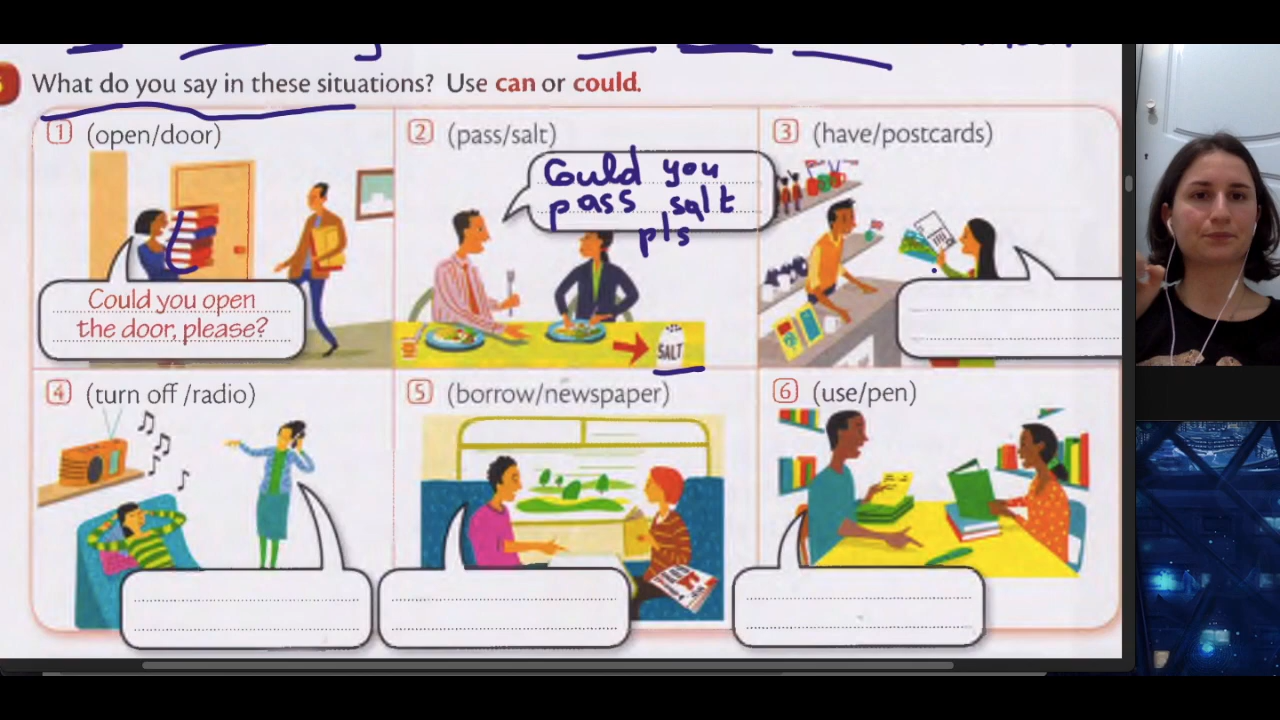 What do you say in these situations? Use can or could.
1 (open/door)
Could you open
the door, please?
2 (pass/salt)
Could you
pass salt
pls
SALT
3 (have/postcards)
4 (turn off /radio)
5 (borrow/newspaper)
6 (use/pen)